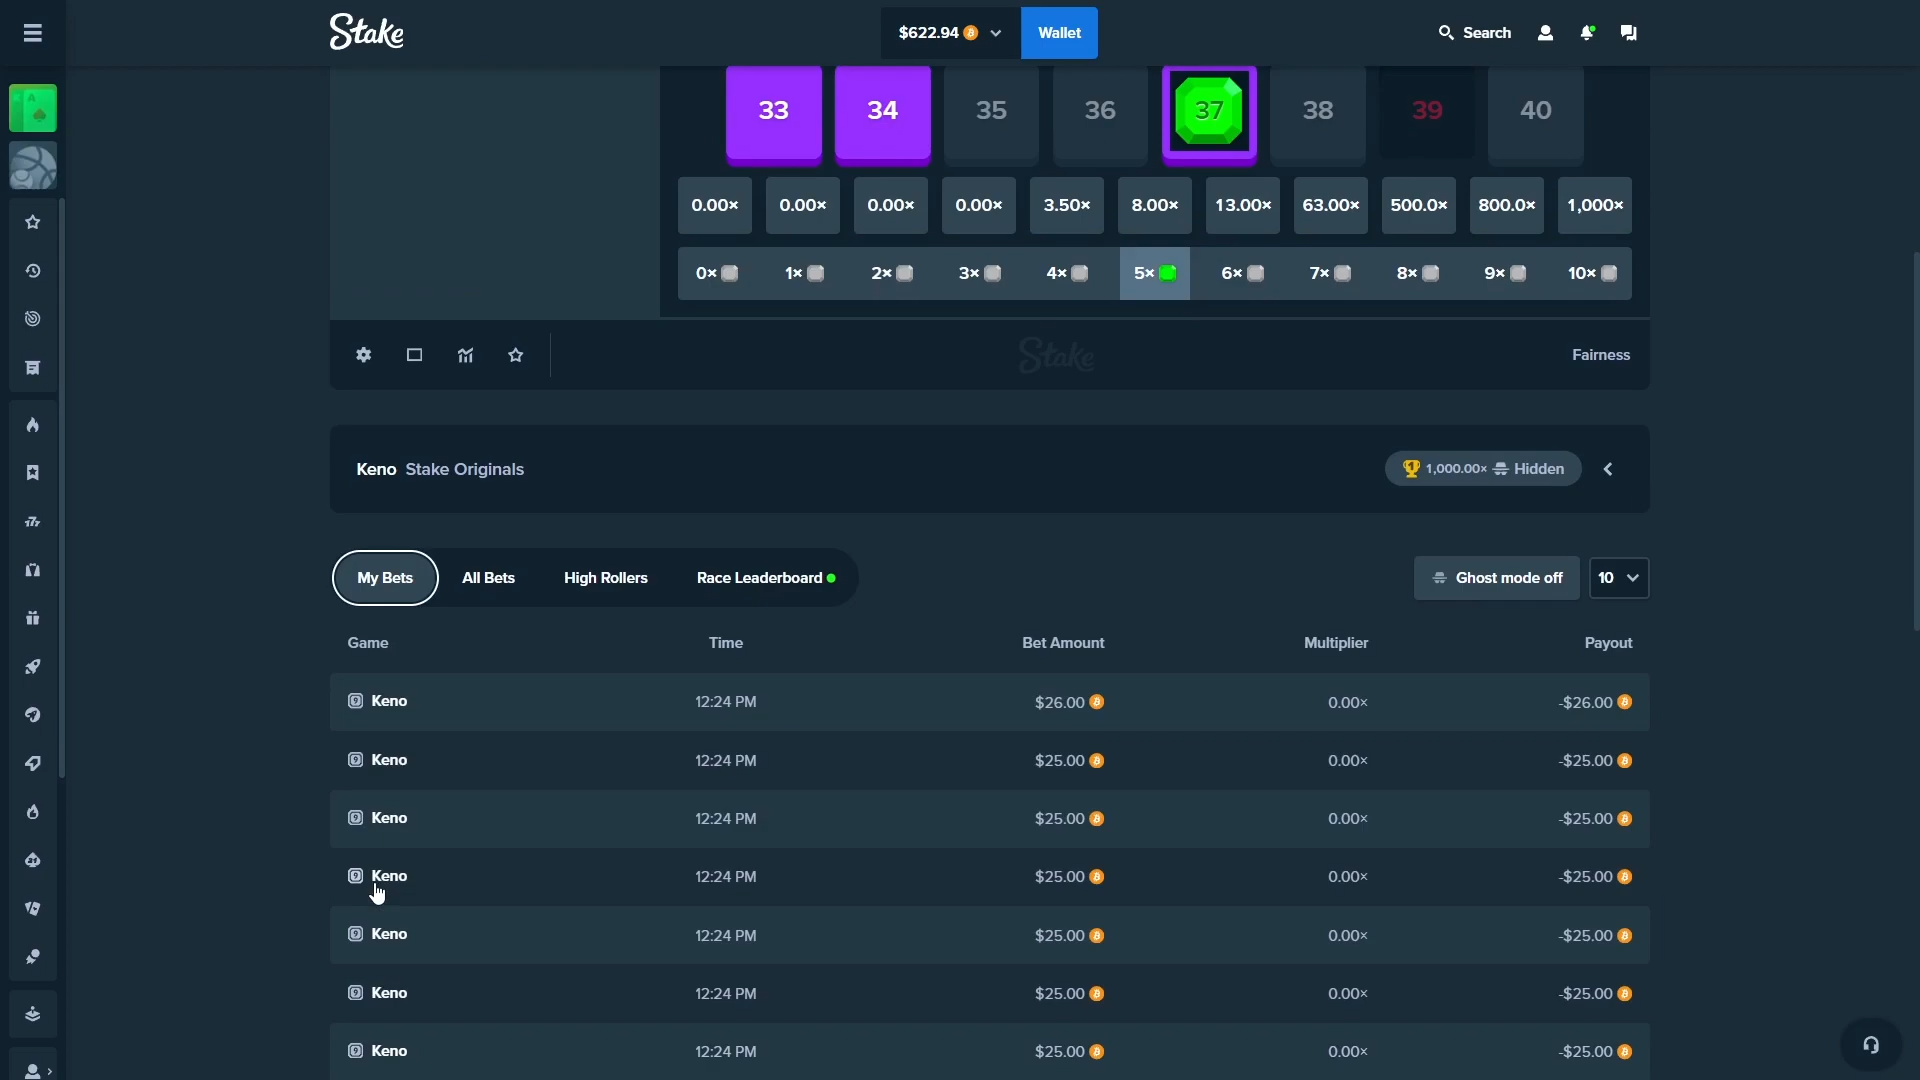 Stake
$622.94
Wallet
Search
33 34 35 36 37 38 39 40
0.00× 0.00× 0.00× 0.00× 3.50× 8.00× 13.00× 63.00× 500.0× 800.0× 1,000×
0× 1× 2× 3× 4× 5× 6× 7× 8× 9× 10×
Stake
Fairness
Keno Stake Originals
1,000.00× Hidden
My Bets All Bets High Rollers Race Leaderboard
Ghost mode off 10
Game Time Bet Amount Multiplier Payout
Keno 12:24 PM $26.00 0.00× -$26.00
Keno 12:24 PM $25.00 0.00× -$25.00
Keno 12:24 PM $25.00 0.00× -$25.00
Keno 12:24 PM $25.00 0.00× -$25.00
Keno 12:24 PM $25.00 0.00× -$25.00
Keno 12:24 PM $25.00 0.00× -$25.00
Keno 12:24 PM $25.00 0.00× -$25.00